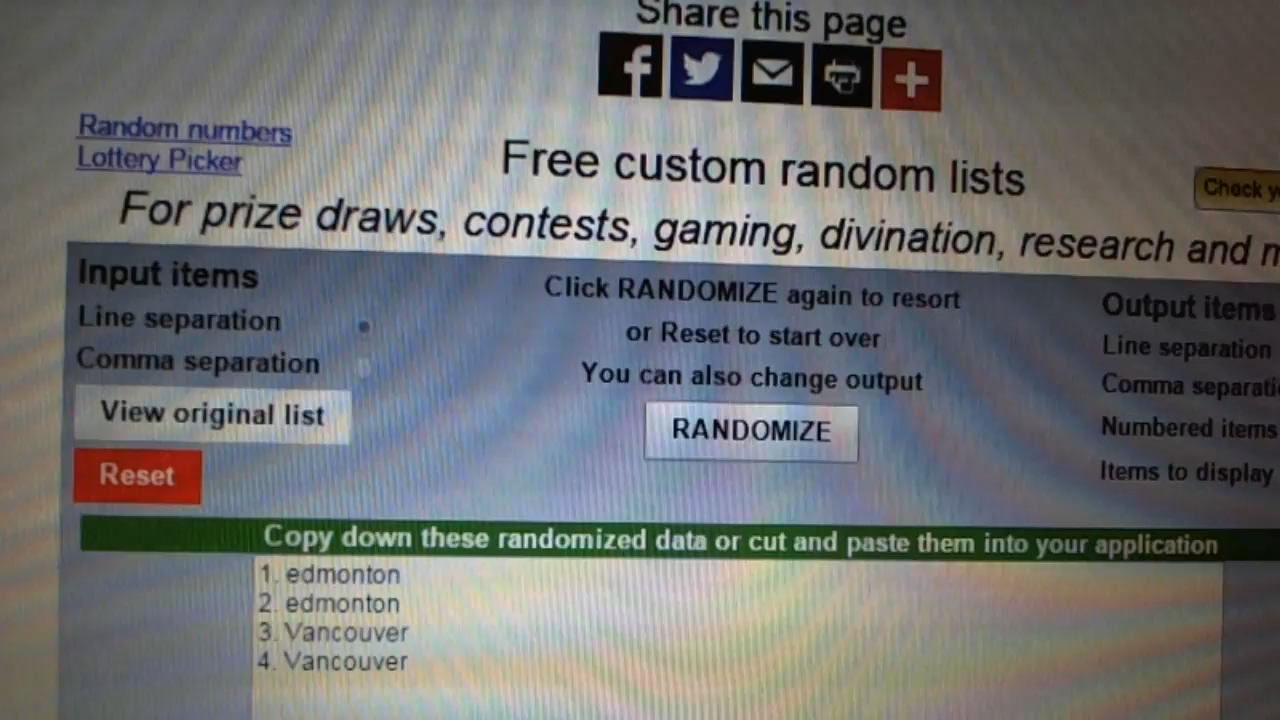 Share this page
Random numbers
Lottery Picker
Free custom random lists
Check
For prize draws, contests, gaming, divination, research and
Input items
Line separation
Comma separation
View original list
Reset
Click RANDOMIZE again to resort
or Reset to start over
You can also change output
RANDOMIZE
Output items
Line separation
Comma separati
Numbered items
Items to display
Copy down these randomized data or cut and paste them into your application
1. edmonton
2. edmonton
3. Vancouver
4. Vancouver